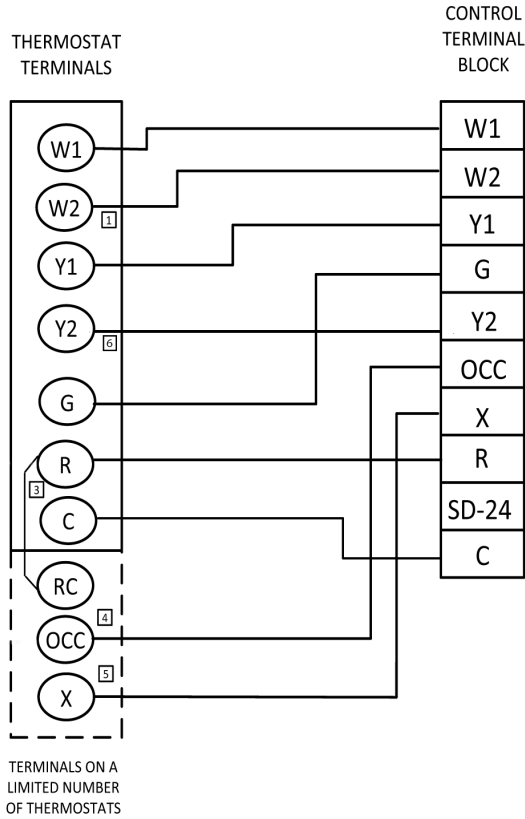 CONTROL
TERMINAL
BLOCK
THERMOSTAT
TERMINALS
W1
W2
1
Y1
Y2
6
G
R
3
C
RC
4
OCC
5
X
W1
W2
Y1
G
Y2
OCC
X
R
SD-24
C
TERMINALS ON A
LIMITED NUMBER
OF THERMOSTATS